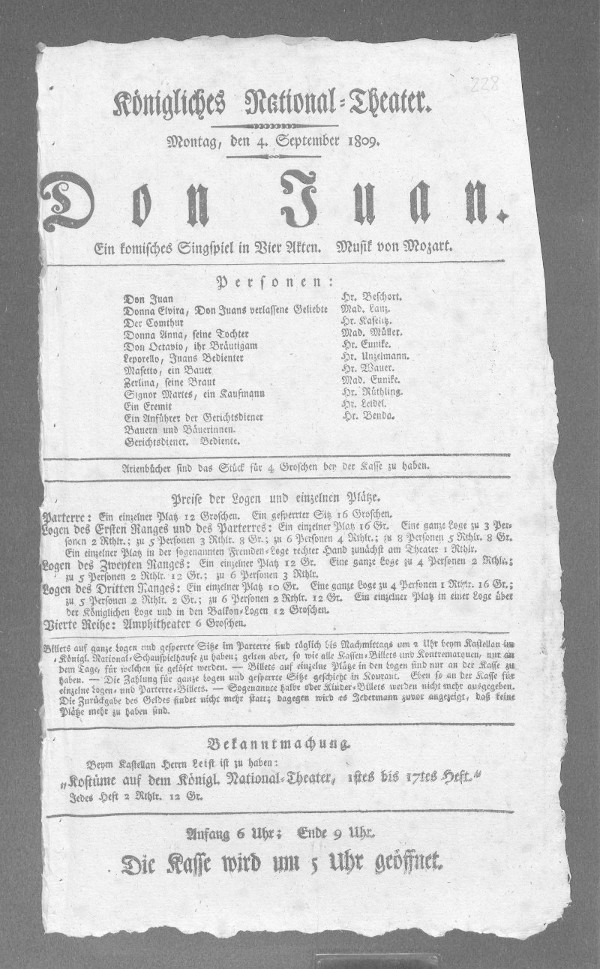 228
Königliches National-Theater.
Montag, den 4. September 1809.
Don Juan.
Ein komisches Singspiel in Vier Akten. Musik von Mozart.
Personen:
Don Juan Hr. Beschort.
Donna Elvira, Don Juans verlassene Geliebte Mad. Lanz.
Der Comthur Hr. Kaselitz.
Donna Anna, seine Tochter Mad. Müller.
Don Octavio, ihr Bräutigam Hr. Eunike.
Leporello, Juans Bedienter Hr. Unzelmann.
Masetto, ein Bauer Hr. Wauer.
Zerlina, seine Braut Mad. Eunike.
Signor Martes, ein Kaufmann Hr. Rüthling.
Ein Eremit Hr. Leidel.
Ein Anführer der Gerichtsdiener Hr. Benda.
Bauern und Bäuerinnen.
Gerichtsdiener. Bediente.
Arienbücher sind das Stück für 4 Groschen bey der Kasse zu haben.
Preise der Logen und einzelnen Plätze.
Parterre: Ein einzelner Platz 12 Groschen. Ein gesperrter Sitz 16 Groschen.
Logen des Ersten Ranges und des Parterres: Ein einzelner Platz 16 Gr. Eine ganze Loge zu 3 Per-
sonen 2 Rthlr.; zu 5 Personen 3 Rthlr. 8 Gr.; zu 6 Personen 4 Rthlr.; zu 8 Personen 5 Rthlr. 8 Gr.
Ein einzelner Platz in der sogenannten Fremden-Loge rechter Hand zunächst am Theater 1 Rthlr.
Logen des Zweyten Ranges: Ein einzelner Platz 12 Gr. Eine ganze Loge zu 4 Personen 2 Rthlr.;
zu 5 Personen 2 Rthlr. 12 Gr.; zu 6 Personen 3 Rthlr.
Logen des Dritten Ranges: Ein einzelner Platz 10 Gr. Eine ganze Loge zu 4 Personen 1 Rthlr. 16 Gr.;
zu 5 Personen 2 Rthlr. 2 Gr.; zu 6 Personen 2 Rthlr. 12 Gr. Ein einzelner Platz in einer Loge über
der Königlichen Loge und in den Balkon-Logen 12 Groschen.
Vierte Reihe: Amphitheater 6 Groschen.
Billets auf ganze Logen und gesperrte Sitze im Parterre sind täglich bis Nachmittags um 2 Uhr beym Kastellan im
Königl. National-Schauspielhause zu haben; gelten aber, so wie alle Kassen-Billets und Kontremarquen, nur an
dem Tage, für welchen sie gelöset werden. — Billets auf einzelne Plätze in den Logen sind nur an der Kasse zu
haben. — Die Zahlung für ganze Logen und gesperrte Sitze geschieht in Kourant. Eben so an der Kasse für
einzelne Logen- und Parterre-Billets. — Sogenannte halbe oder Kinder-Billets werden nicht mehr ausgegeben.
Die Zurückgabe des Geldes findet nicht mehr statt; dagegen wird es Jedermann zuvor angezeigt, daß keine
Plätze mehr zu haben sind.
Bekanntmachung.
Beym Kastellan Herrn Leist ist zu haben:
„Kostüme auf dem Königl. National-Theater, 1stes bis 17tes Heft."
Jedes Heft 2 Rthlr. 12 Gr.
Anfang 6 Uhr; Ende 9 Uhr.
Die Kasse wird um 5 Uhr geöffnet.